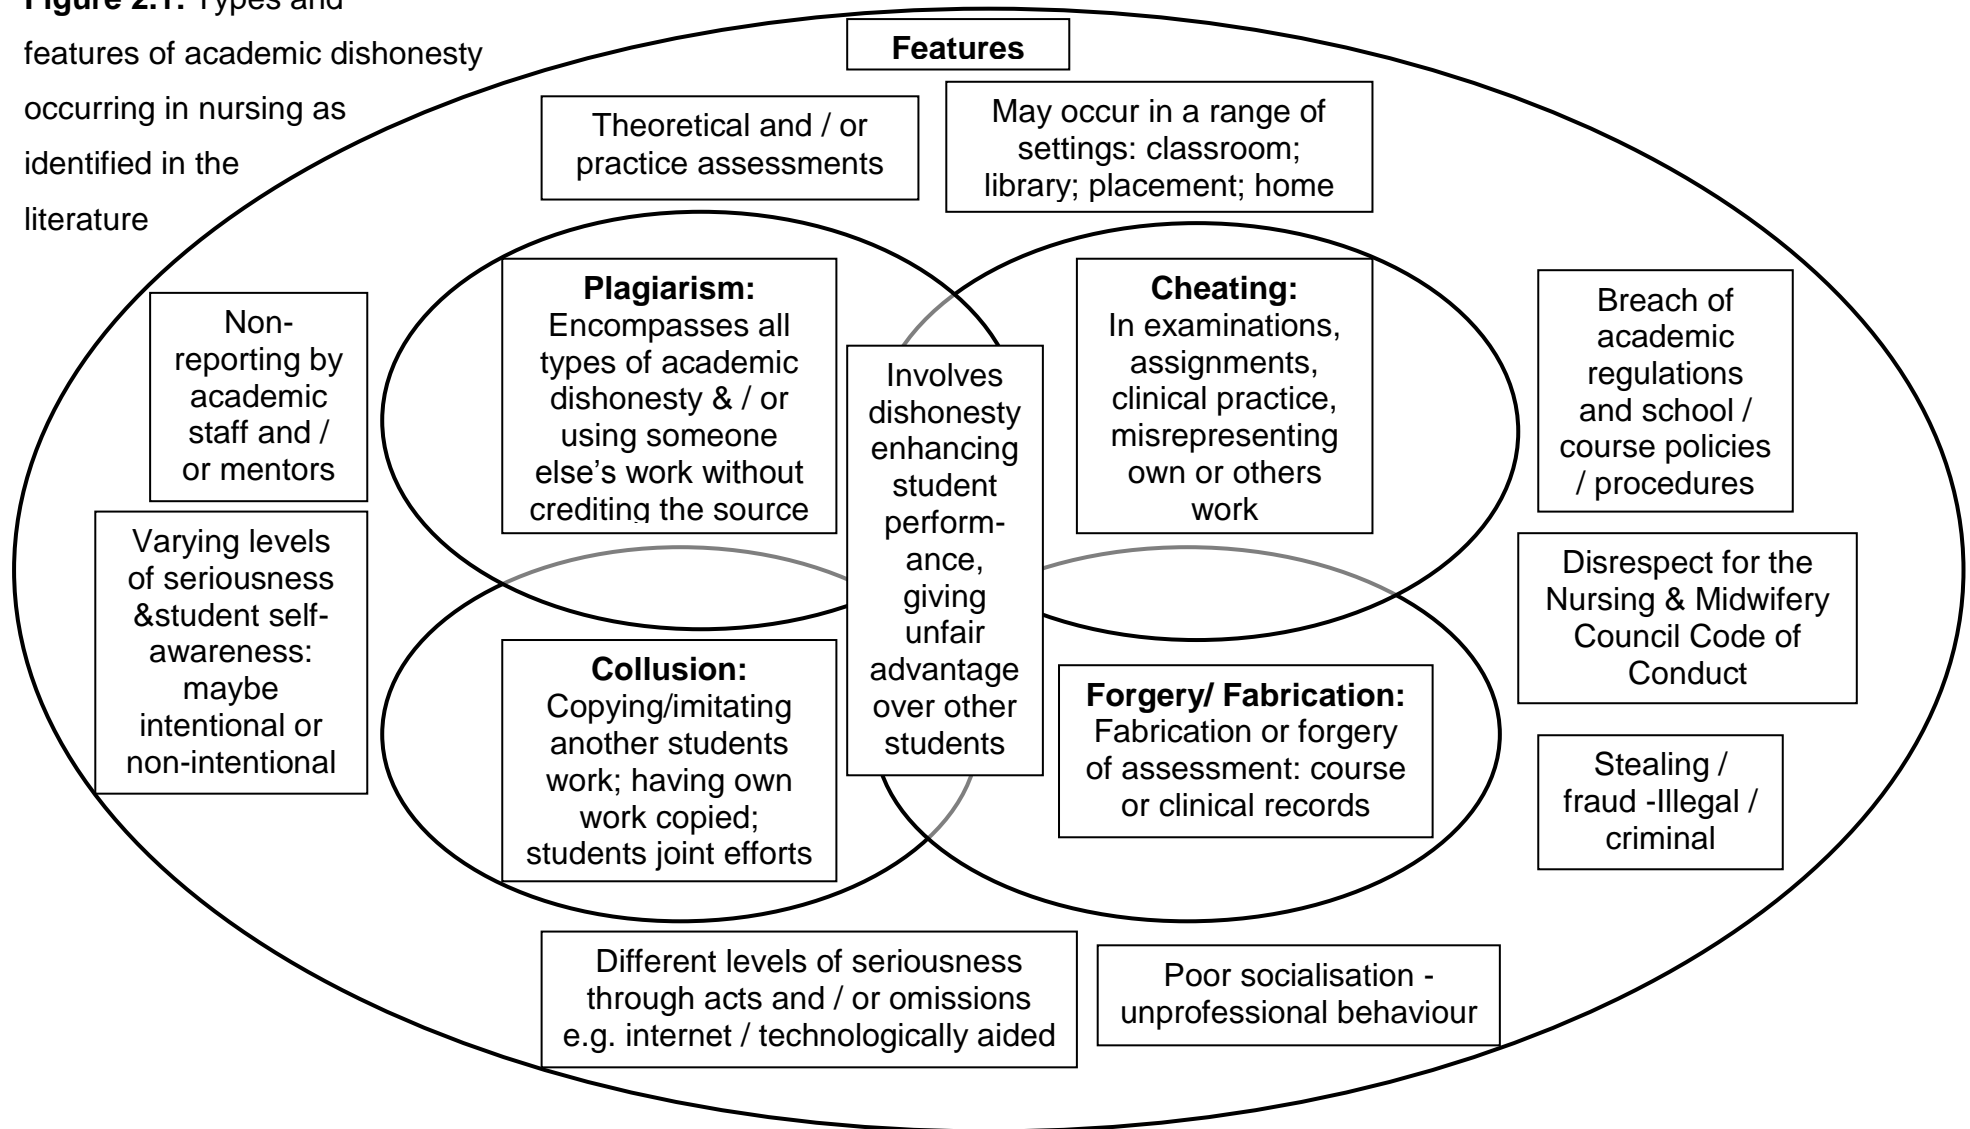 Figure 2.1: Types and
features of academic dishonesty
occurring in nursing as
identified in the
literature
Features
Theoretical and / or
practice assessments
May occur in a range of
settings: classroom;
library; placement; home
Non-
reporting by
academic
staff and /
or mentors
Varying levels
of seriousness
&student self-
awareness:
maybe
intentional or
non-intentional
Plagiarism:
Encompasses all
types of academic
dishonesty & / or
using someone
else’s work without
crediting the source
Involves
dishonesty
enhancing
student
perform-
ance,
giving
unfair
advantage
over other
students
Cheating:
In examinations,
assignments,
clinical practice,
misrepresenting
own or others
work
Breach of
academic
regulations
and school /
course policies
/ procedures
Disrespect for the
Nursing & Midwifery
Council Code of
Conduct
Collusion:
Copying/imitating
another students
work; having own
work copied;
students joint efforts
Forgery/ Fabrication:
Fabrication or forgery
of assessment: course
or clinical records
Stealing /
fraud -Illegal /
criminal
Different levels of seriousness
through acts and / or omissions
e.g. internet / technologically aided
Poor socialisation -
unprofessional behaviour